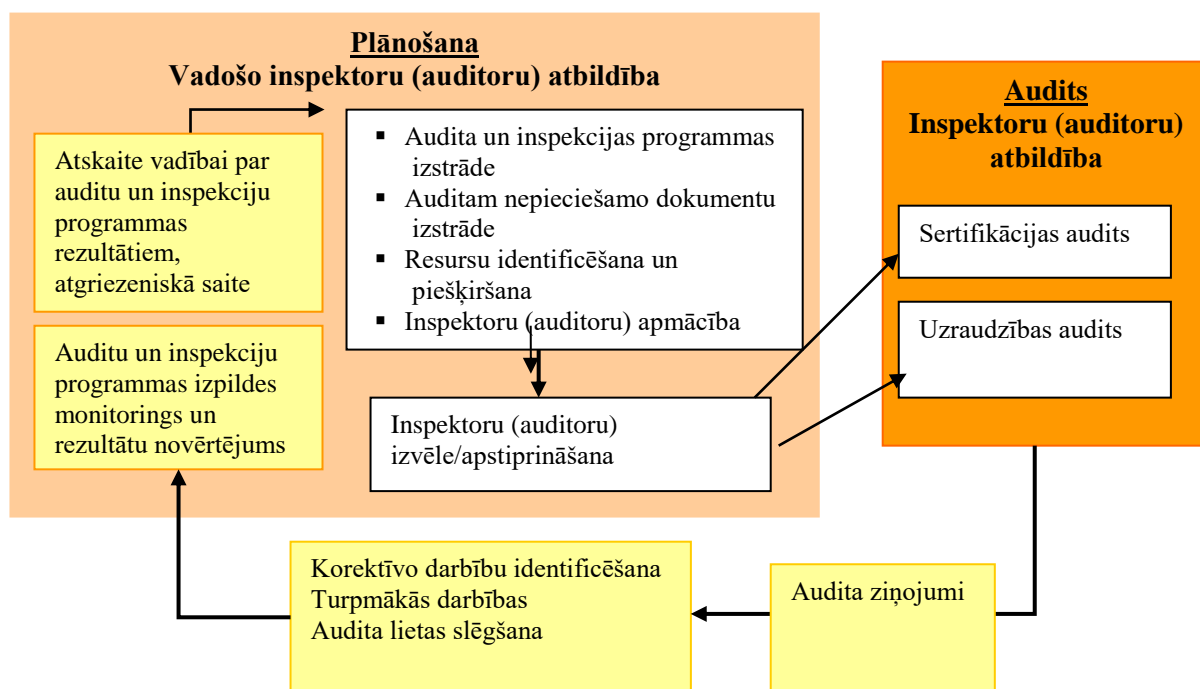 Plānošana
Vadošo inspektoru (auditoru) atbildība
Atskaite vadībai par
auditu un inspekciju
programmas
rezultātiem,
atgriezeniskā saite
Auditu un inspekciju
programmas izpildes
monitorings un
rezultātu novērtējums
▪ Audita un inspekcijas programmas
izstrāde
▪ Auditam nepieciešamo dokumentu
izstrāde
▪ Resursu identificēšana un
piešķiršana
▪ Inspektoru (auditoru) apmācība
Inspektoru (auditoru)
izvēle/apstiprināšana
Audits
Inspektoru (auditoru)
atbildība
Sertifikācijas audits
Uzraudzības audits
Audita ziņojumi
Korektīvo darbību identificēšana
Turpmākās darbības
Audita lietas slēgšana